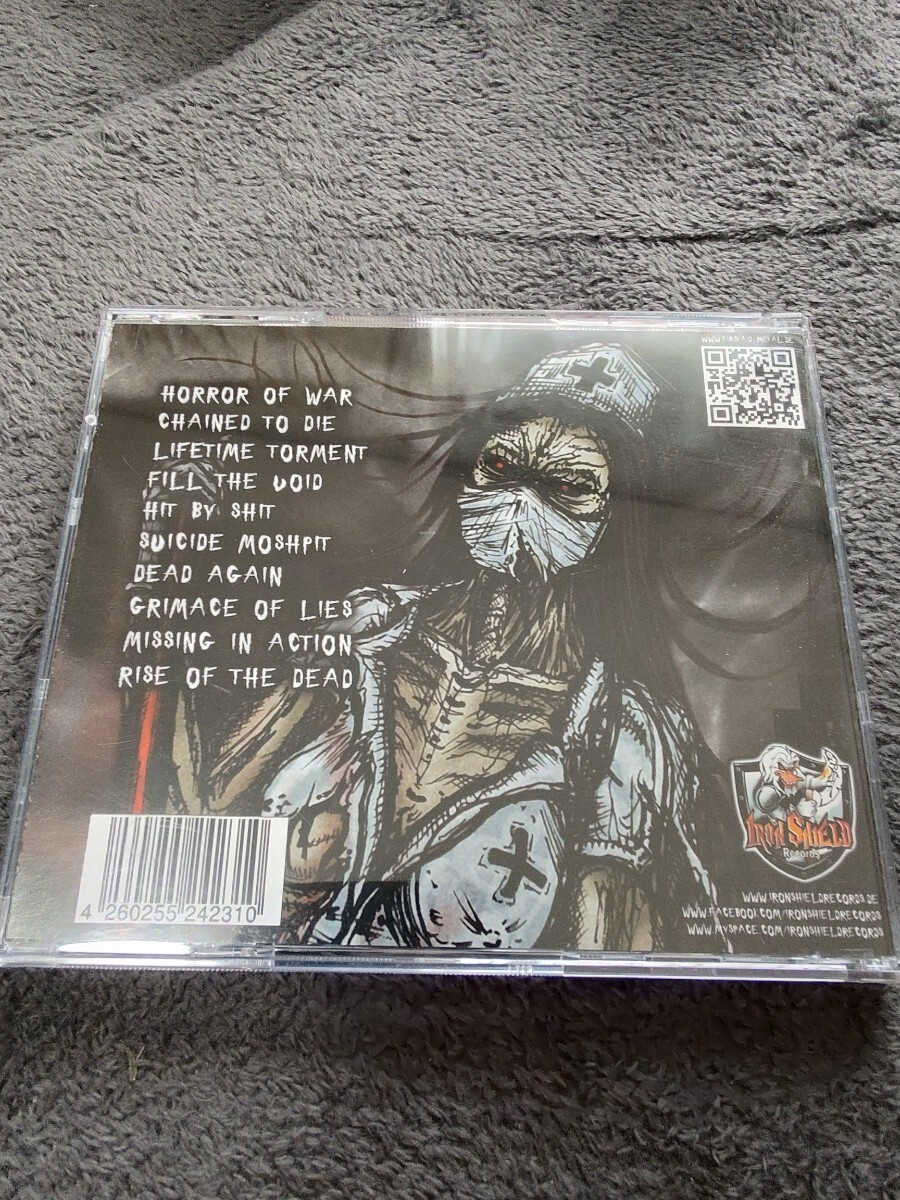 HORROR OF WAR
CHAINED TO DIE
LIFETIME TORMENT
FILL THE VOID
HIT BY SHIT
SUICIDE MOSHPIT
DEAD AGAIN
GRIMACE OF LIES
MISSING IN ACTION
RISE OF THE DEAD
IRON SHIELD
Records
4 260255 242310
WWW.IRONSHIELDRECORDS.DE
WWW.FACEBOOK.COM/IRONSHIELDRECORDS
WWW.MYSPACE.COM/IRONSHIELDRECORDS